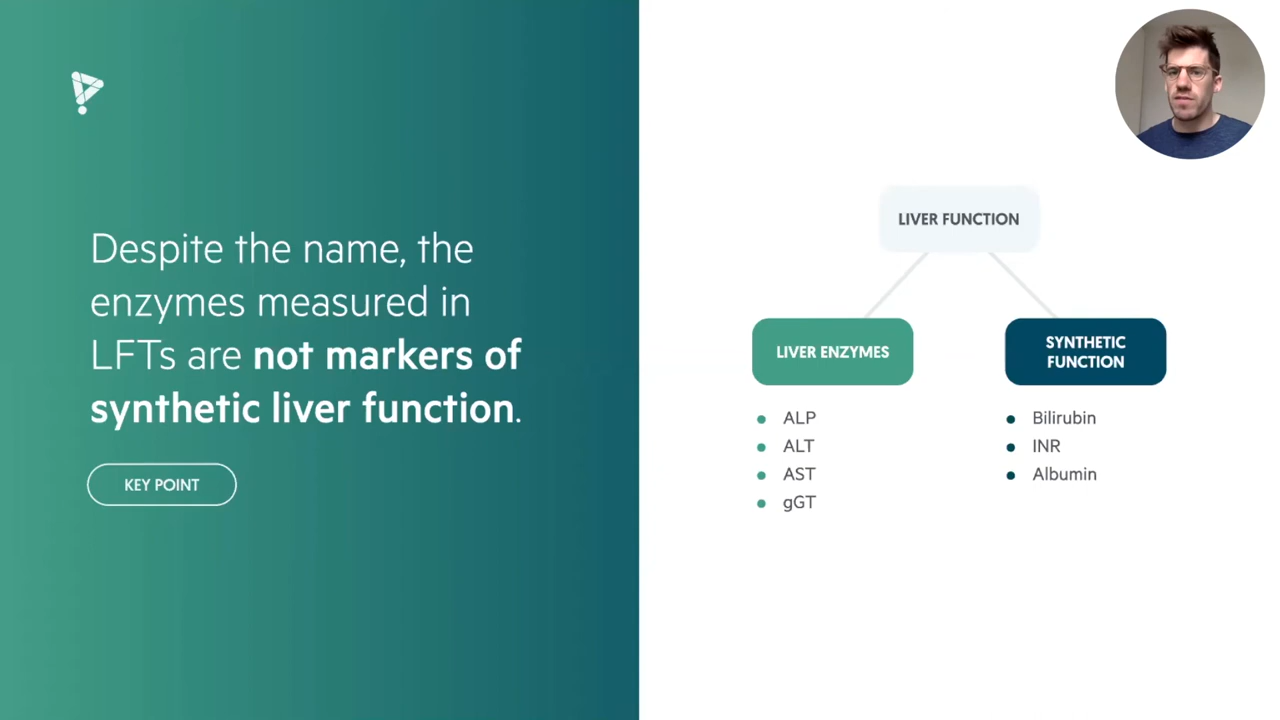 Despite the name, the
enzymes measured in
LFTs are not markers of
synthetic liver function.
KEY POINT
LIVER FUNCTION
LIVER ENZYMES
ALP
ALT
AST
gGT
SYNTHETIC
FUNCTION
Bilirubin
INR
Albumin